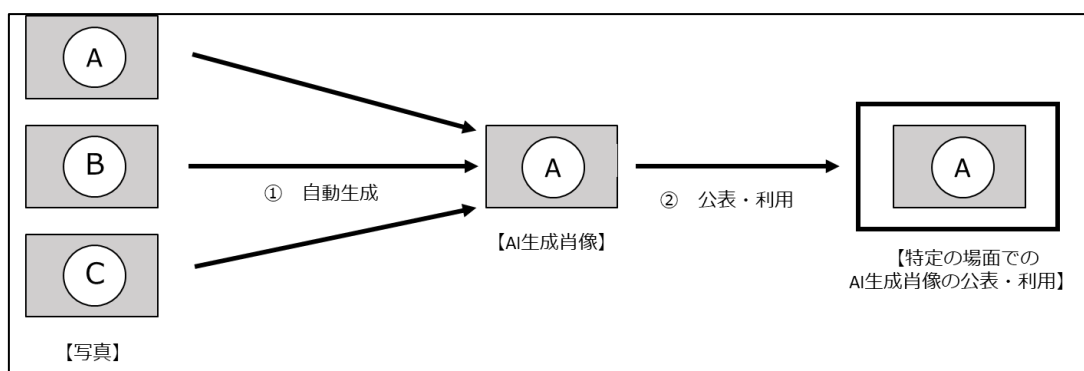 A
B
C
【写真】
① 自動生成
A
【AI生成肖像】
② 公表・利用
A
【特定の場面での
AI生成肖像の公表・利用】